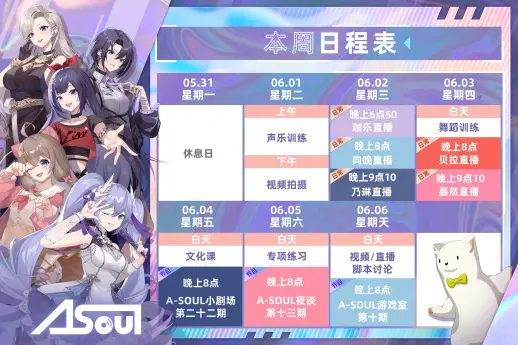 本周日程表
05.31
星期一
06.01
星期二
06.02
星期三
06.03
星期四
休息日
上午
声乐训练
下午
视频拍摄
日常
晚上6点50
珈乐直播
日常
晚上8点
向晚直播
日常
晚上9点10
乃琳直播
白天
舞蹈训练
日常
晚上8点
贝拉直播
日常
晚上9点10
嘉然直播
06.04
星期五
06.05
星期六
06.06
星期天
白天
文化课
节目
晚上8点
A-SOUL小剧场
第二十二期
白天
专项练习
节目
晚上8点
A-SOUL夜谈
第十三期
白天
视频/直播
脚本讨论
节目
晚上8点
A-SOUL游戏室
第十期
ASoul